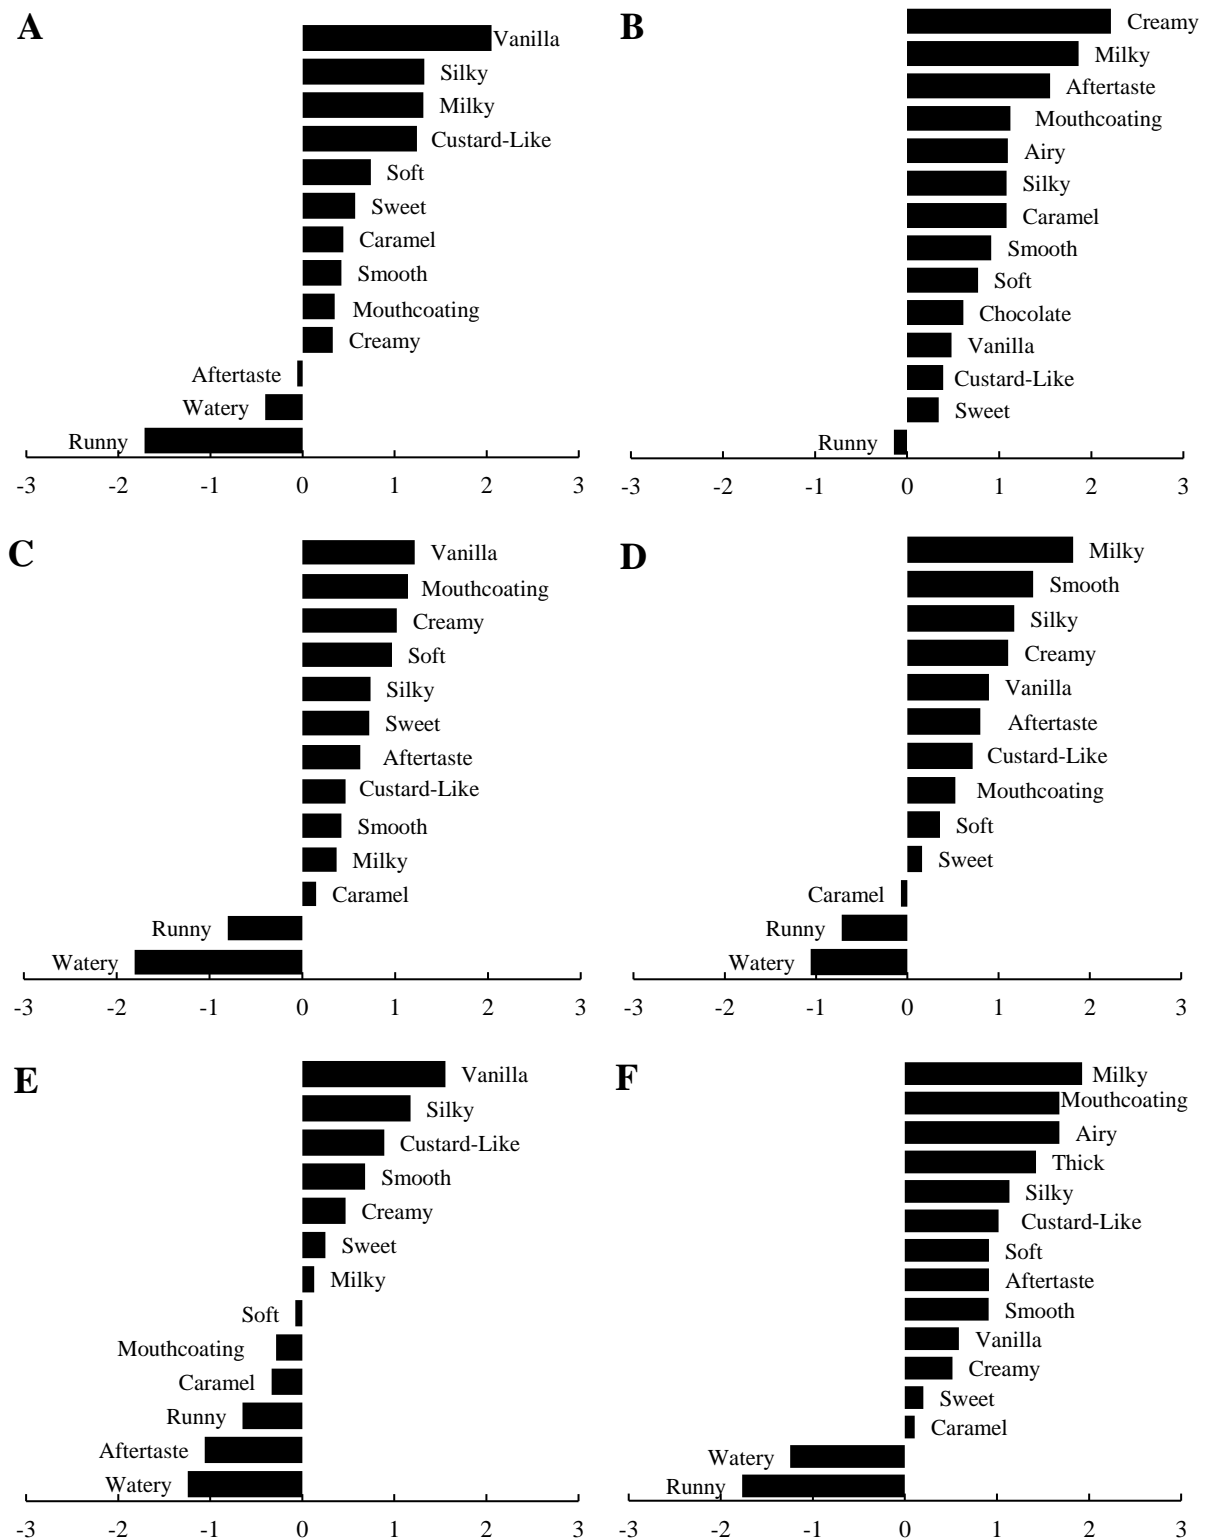 A
Vanilla
Silky
Milky
Custard-Like
Soft
Sweet
Caramel
Smooth
Mouthcoating
Creamy
Aftertaste
Watery
Runny
-3 -2 -1 0 1 2 3
B
Creamy
Milky
Aftertaste
Mouthcoating
Airy
Silky
Caramel
Smooth
Soft
Chocolate
Vanilla
Custard-Like
Sweet
Runny
-3 -2 -1 0 1 2 3
C
Vanilla
Mouthcoating
Creamy
Soft
Silky
Sweet
Aftertaste
Custard-Like
Smooth
Milky
Caramel
Runny
Watery
-3 -2 -1 0 1 2 3
D
Milky
Smooth
Silky
Creamy
Vanilla
Aftertaste
Custard-Like
Mouthcoating
Soft
Sweet
Caramel
Runny
Watery
-3 -2 -1 0 1 2 3
E
Vanilla
Silky
Custard-Like
Smooth
Creamy
Sweet
Milky
Soft
Mouthcoating
Caramel
Runny
Aftertaste
Watery
-3 -2 -1 0 1 2 3
F
Milky
Mouthcoating
Airy
Thick
Silky
Custard-Like
Soft
Aftertaste
Smooth
Vanilla
Creamy
Sweet
Caramel
Watery
Runny
-3 -2 -1 0 1 2 3